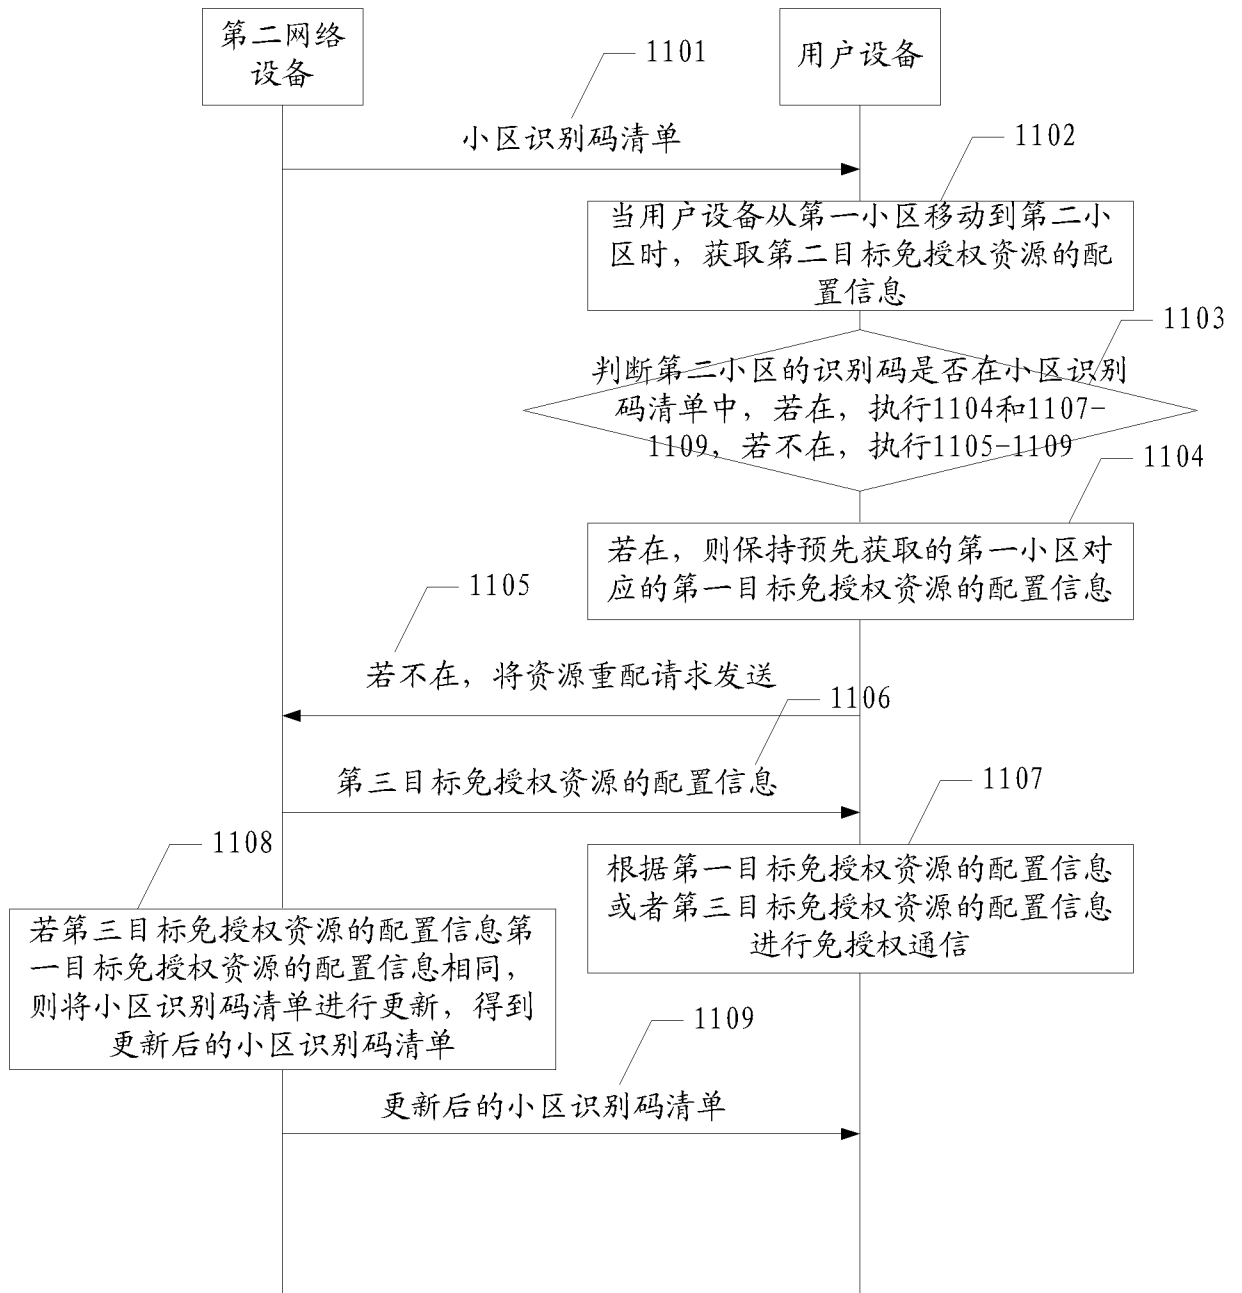 第二网络
设备
用户设备
1101
小区识别码清单
1102
当用户设备从第一小区移动到第二小
区时，获取第二目标免授权资源的配
置信息
1103
判断第二小区的识别码是否在小区识别
码清单中，若在，执行1104和1107-
1109，若不在，执行1105-1109
1104
若在，则保持预先获取的第一小区对
应的第一目标免授权资源的配置信息
1105
若不在，将资源重配请求发送
1106
第三目标免授权资源的配置信息
1107
根据第一目标免授权资源的配置信息
或者第三目标免授权资源的配置信息
进行免授权通信
1108
若第三目标免授权资源的配置信息第
一目标免授权资源的配置信息相同，
则将小区识别码清单进行更新，得到
更新后的小区识别码清单
1109
更新后的小区识别码清单